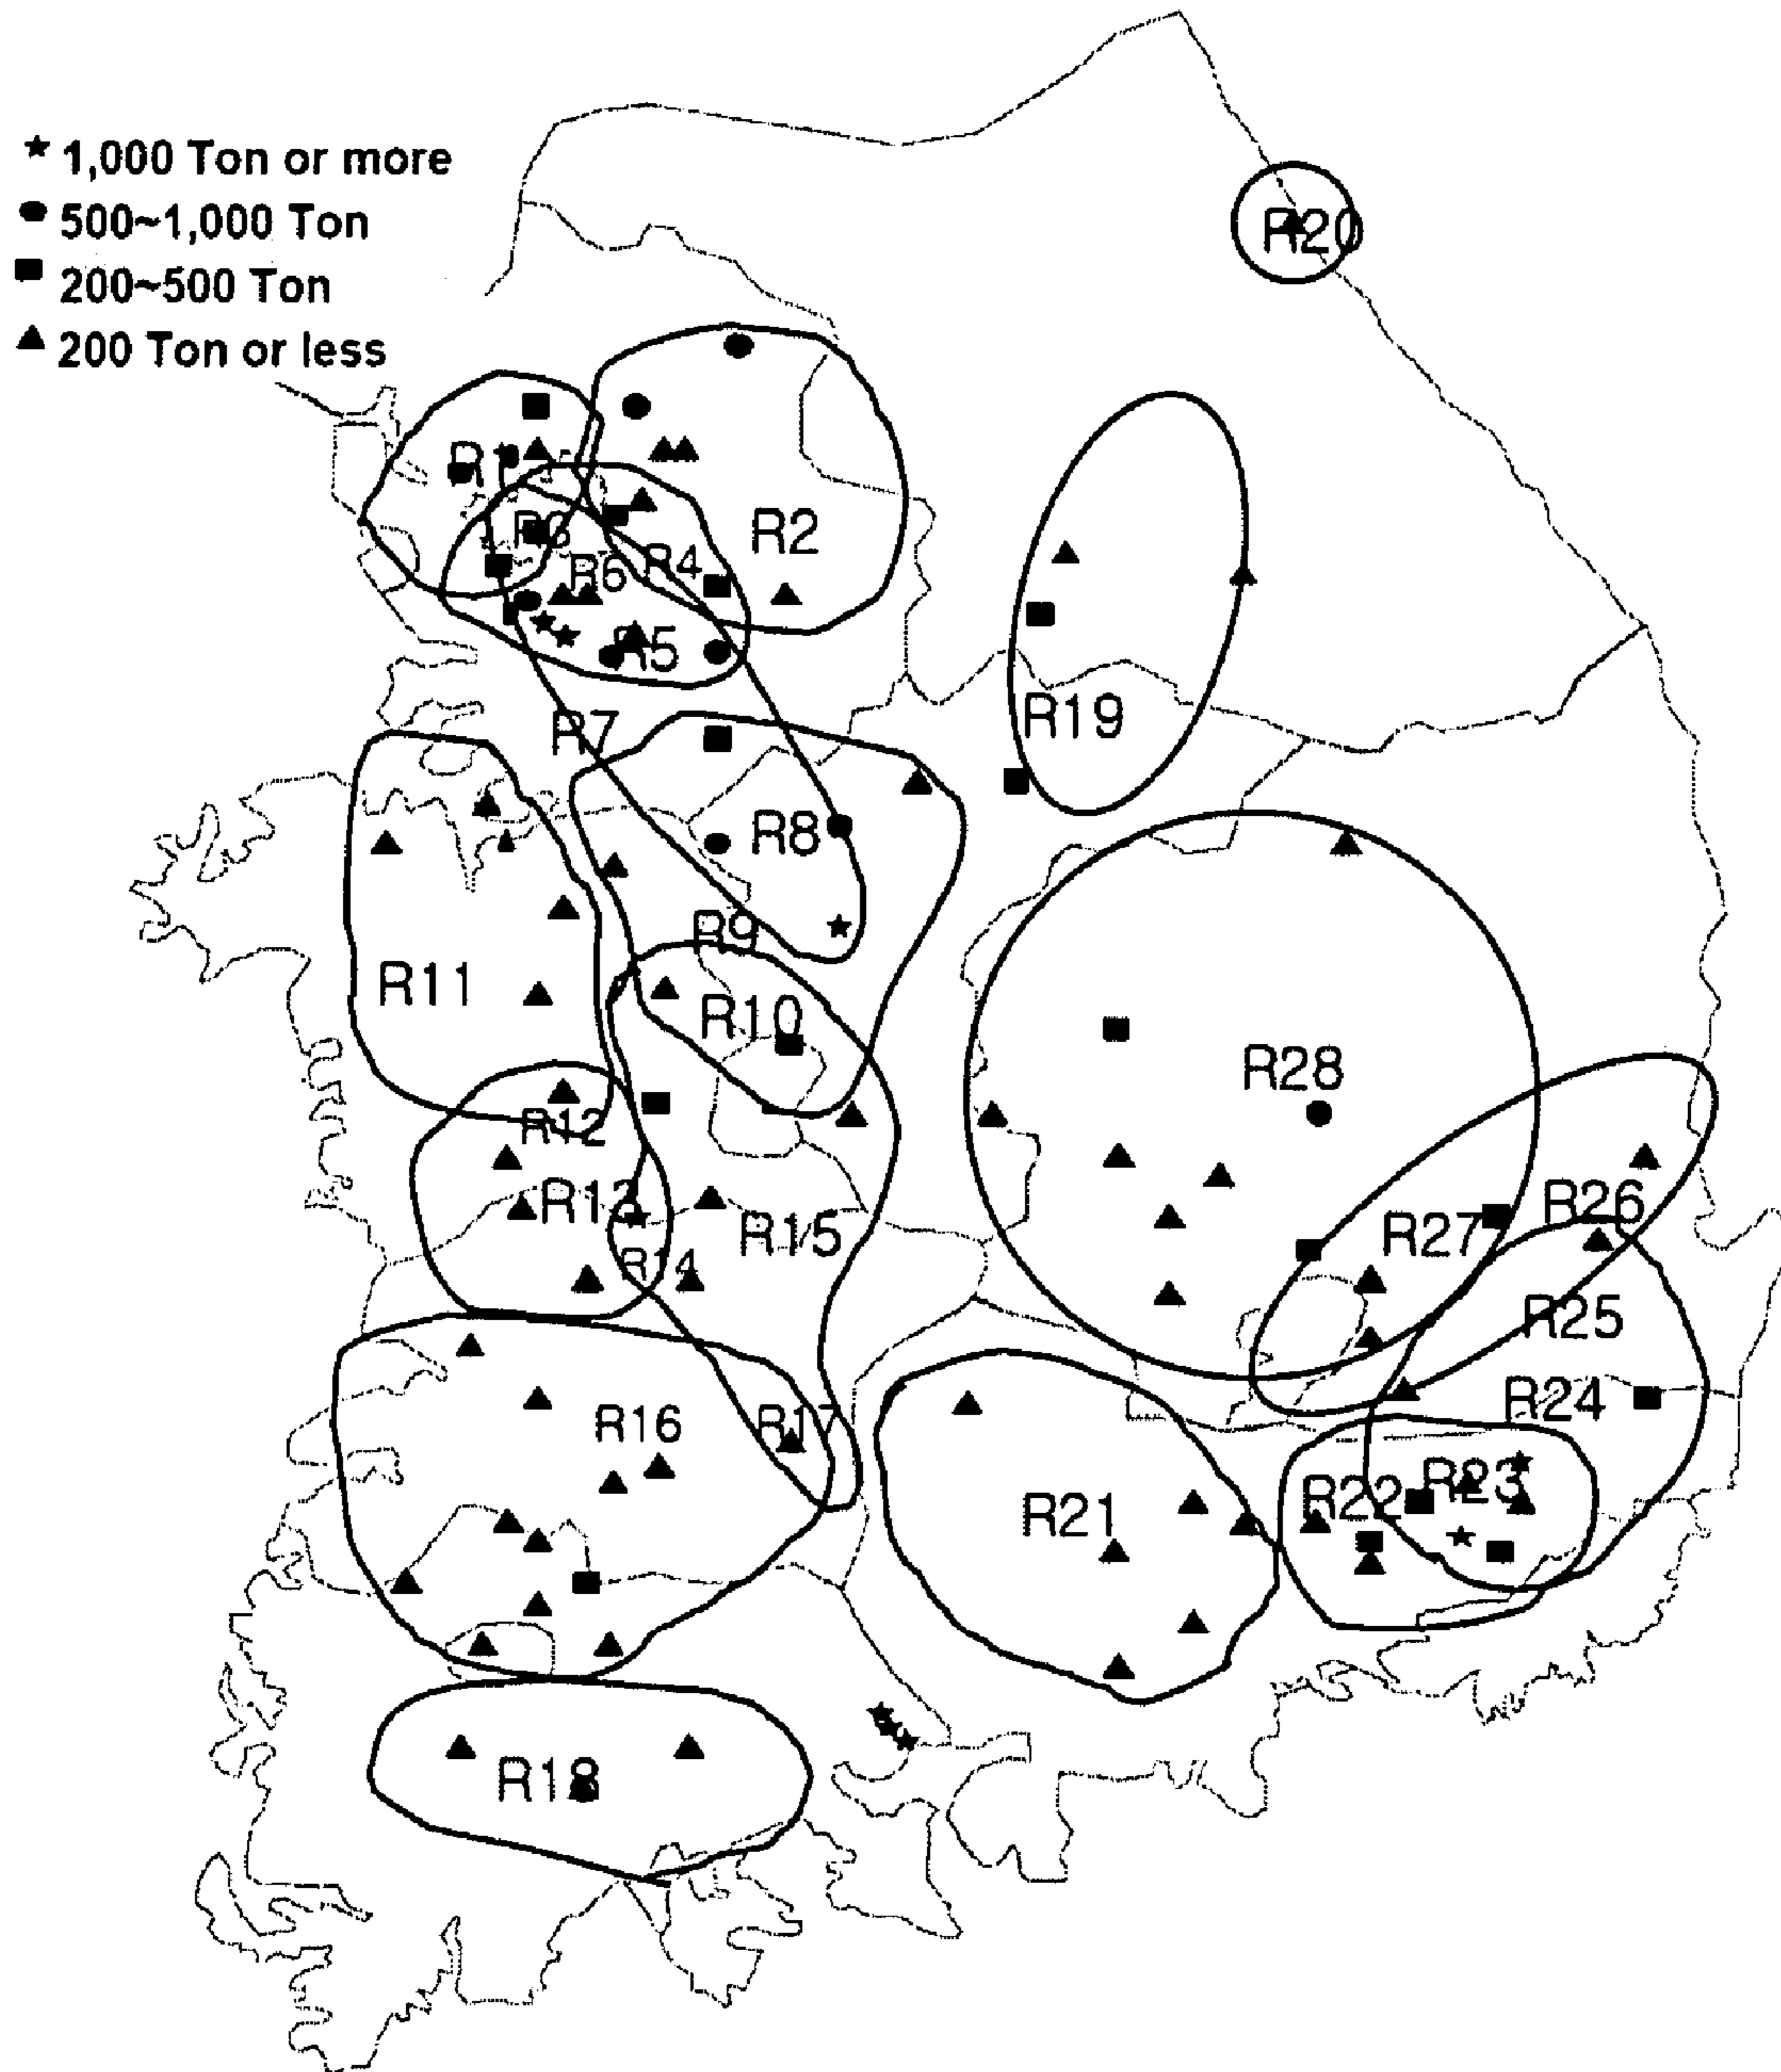 1,000 Ton or more
500~1,000 Ton
200~500 Ton
200 Ton or less
R20
R1
R2
R3
R6
R4
R5
R19
R7
R8
R9
R11
R10
R28
R12
R13
R26
R27
R15
R14
R25
R24
R16
R17
R22
R23
R21
R18